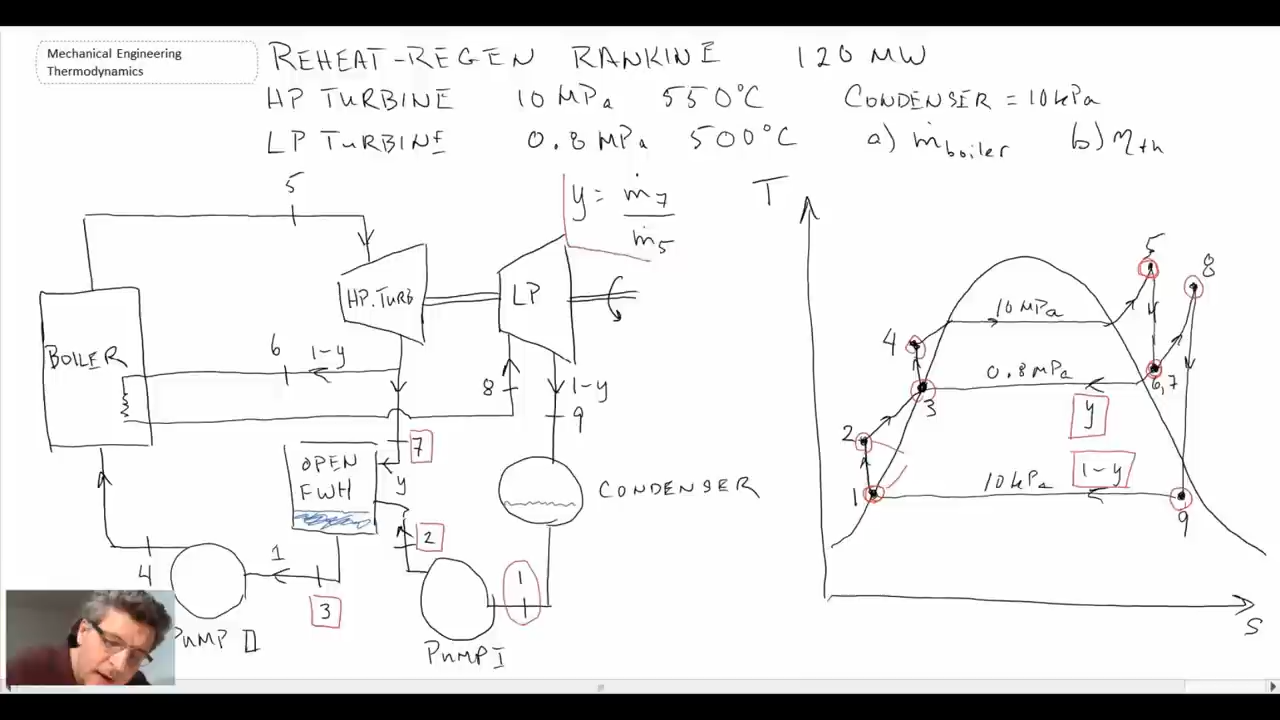 Mechanical Engineering
Thermodynamics
REHEAT-REGEN RANKINE 120 MW
HP TURBINE 10 MPa 550°C CONDENSER = 10 kPa
LP TURBINE 0.8 MPa 500°C a) ṁboiler b) ηth
y = ṁ7 / ṁ5
5
HP. TURB
LP
BOILER
6
1-y
8
1-y
9
7
OPEN
FWH
y
CONDENSER
2
1
4
3
1
PUMP II
PUMP I
T
5
8
10 MPa
4
0.8 MPa
6,7
3
y
2
1-y
1
10 kPa
9
s